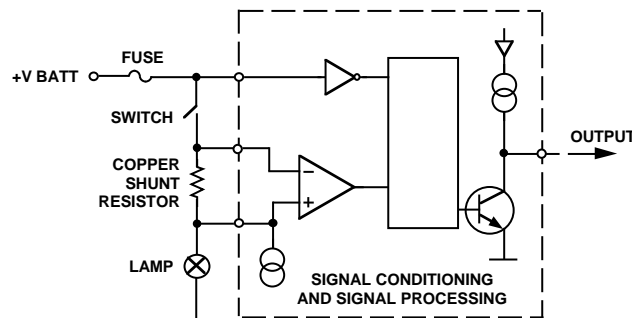 FUSE
+V BATT
SWITCH
OUTPUT
COPPER
SHUNT
RESISTOR
−
+
LAMP
SIGNAL CONDITIONING
AND SIGNAL PROCESSING